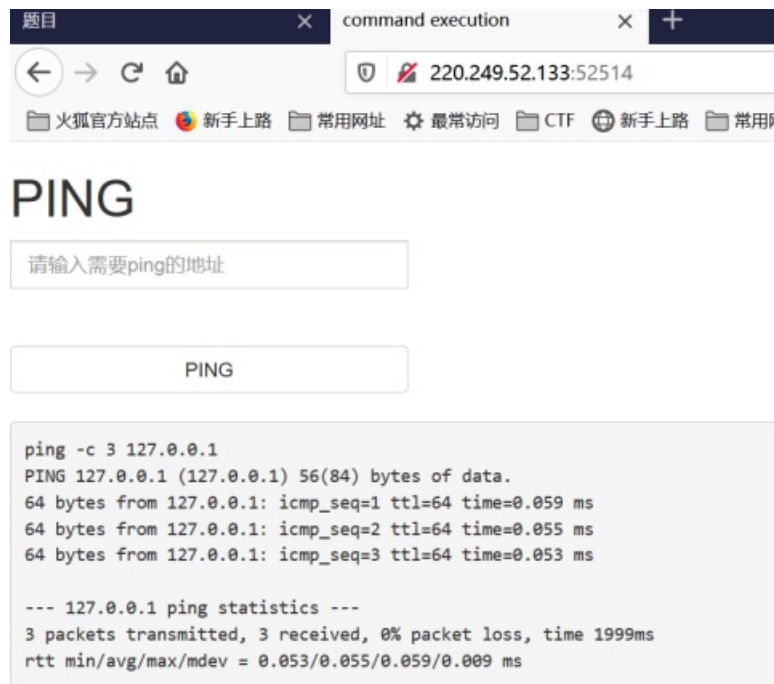 题目
command execution
220.249.52.133:52514
火狐官方站点 新手上路 常用网址 最常访问 CTF 新手上路
PING
请输入需要ping的地址
PING
ping -c 3 127.0.0.1
PING 127.0.0.1 (127.0.0.1) 56(84) bytes of data.
64 bytes from 127.0.0.1: icmp_seq=1 ttl=64 time=0.059 ms
64 bytes from 127.0.0.1: icmp_seq=2 ttl=64 time=0.055 ms
64 bytes from 127.0.0.1: icmp_seq=3 ttl=64 time=0.053 ms
--- 127.0.0.1 ping statistics ---
3 packets transmitted, 3 received, 0% packet loss, time 1999ms
rtt min/avg/max/mdev = 0.053/0.055/0.059/0.009 ms